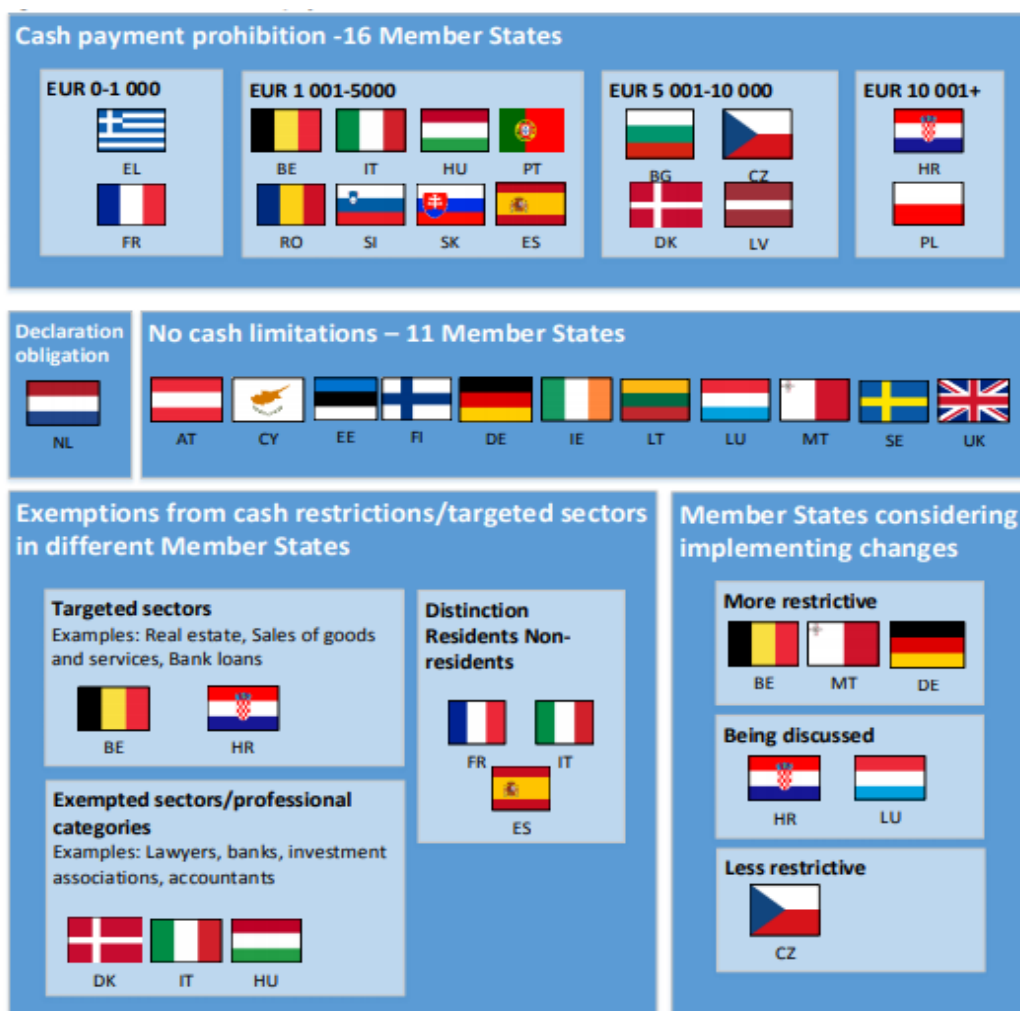 Cash payment prohibition -16 Member States
EUR 0-1 000
EL
FR
EUR 1 001-5000
BE IT HU PT
RO SI SK ES
EUR 5 001-10 000
BG CZ
DK LV
EUR 10 001+
HR
PL
Declaration
obligation
NL
No cash limitations – 11 Member States
AT CY EE FI DE IE LT LU MT SE UK
Exemptions from cash restrictions/targeted sectors
in different Member States
Targeted sectors
Examples: Real estate, Sales of goods
and services, Bank loans
BE HR
Exempted sectors/professional
categories
Examples: Lawyers, banks, investment
associations, accountants
DK IT HU
Distinction
Residents Non-
residents
FR IT
ES
Member States considering
implementing changes
More restrictive
BE MT DE
Being discussed
HR LU
Less restrictive
CZ